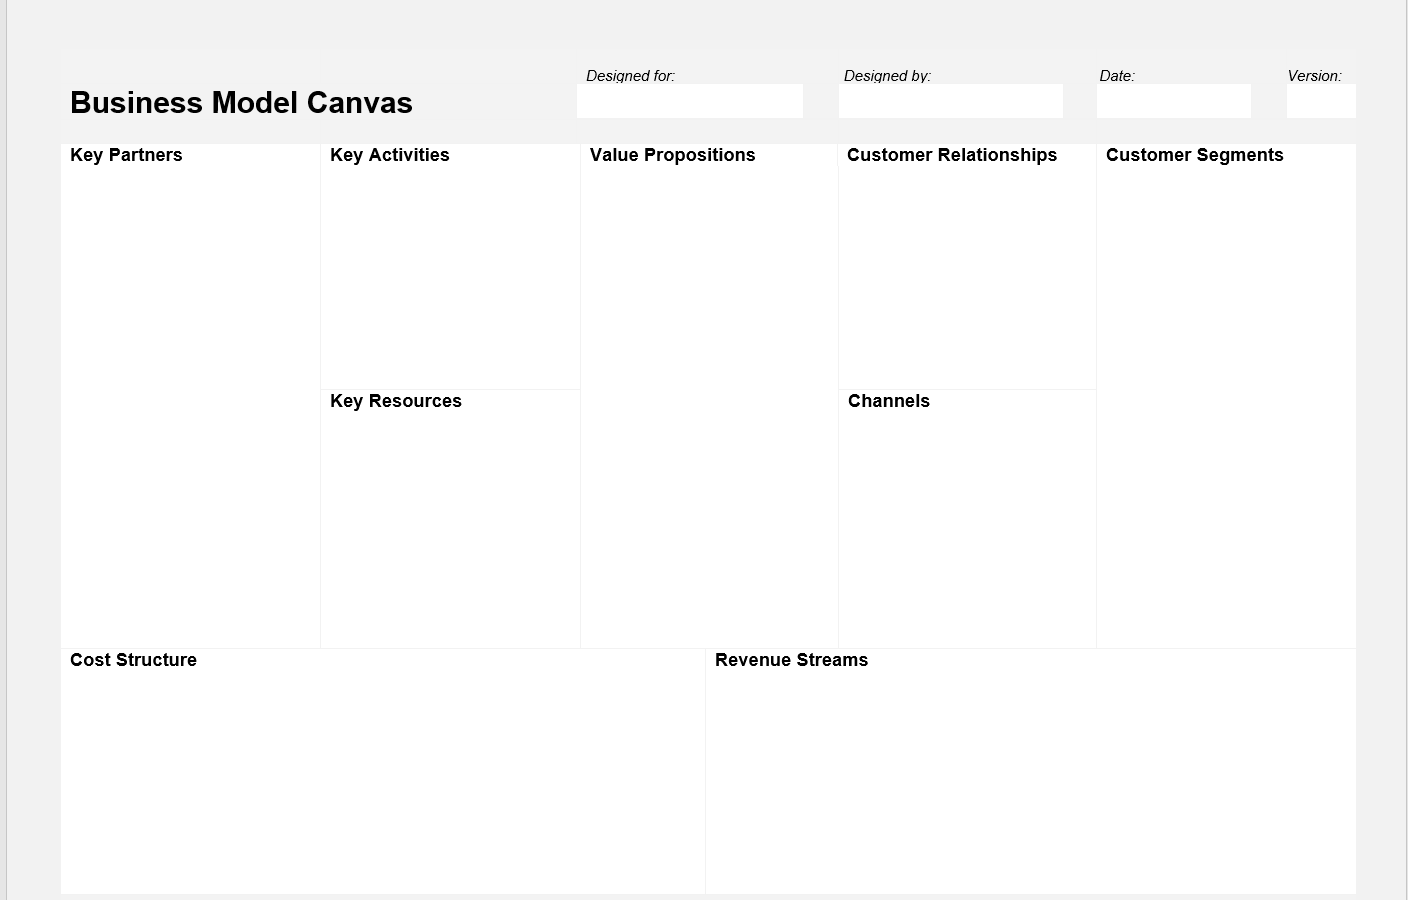 Business Model Canvas
Designed for:
Designed by:
Date:
Version:
Key Partners
Key Activities
Value Propositions
Customer Relationships
Customer Segments
Key Resources
Channels
Cost Structure
Revenue Streams